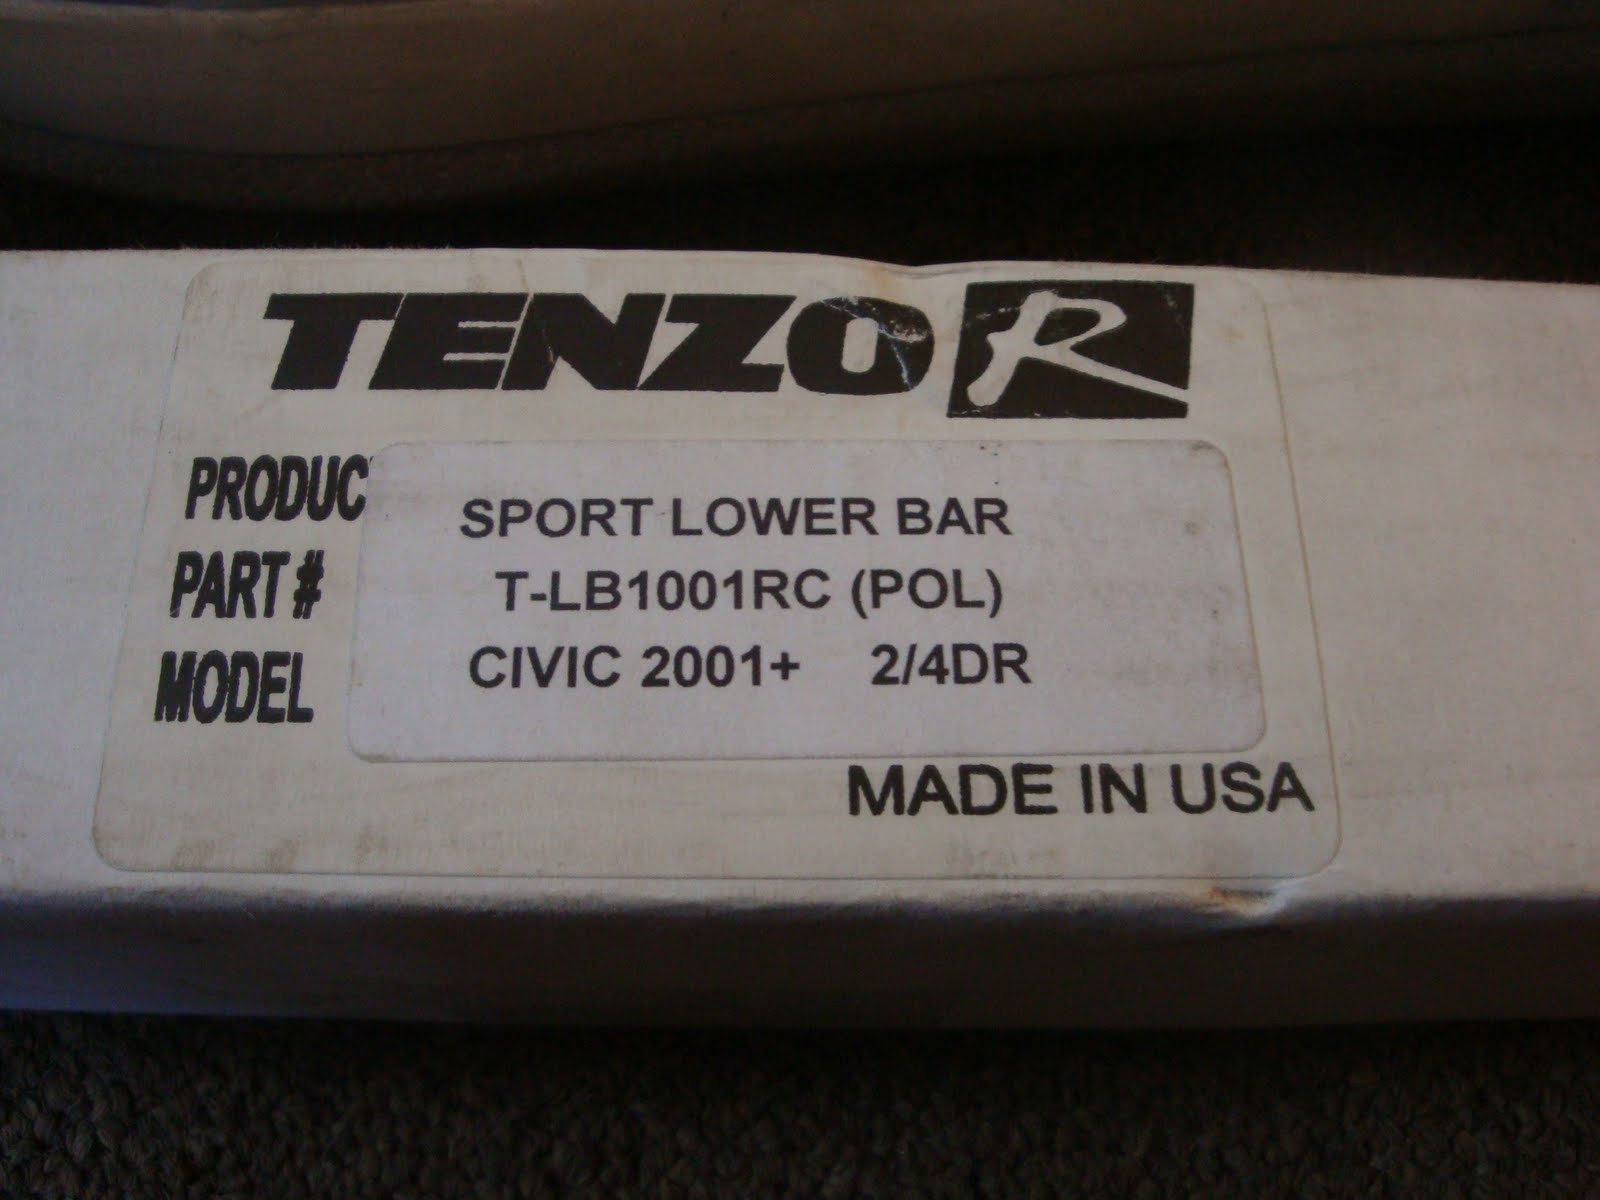 TENZO R
PRODUC SPORT LOWER BAR
PART # T-LB1001RC (POL)
MODEL CIVIC 2001+ 2/4DR
MADE IN USA